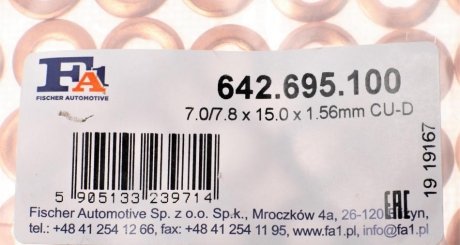 FA1
FISCHER AUTOMOTIVE
642.695.100
7.0/7.8 x 15.0 x 1.56mm CU-D
19 19167
5 905133 239714
EAC
Fischer Automotive Sp. z o.o. Sp.k., Mroczków 4a, 26-120
tel.: +48 41 254 12 66, fax: +48 41 254 11 95, www.fa1.pl, info@fa1.pl